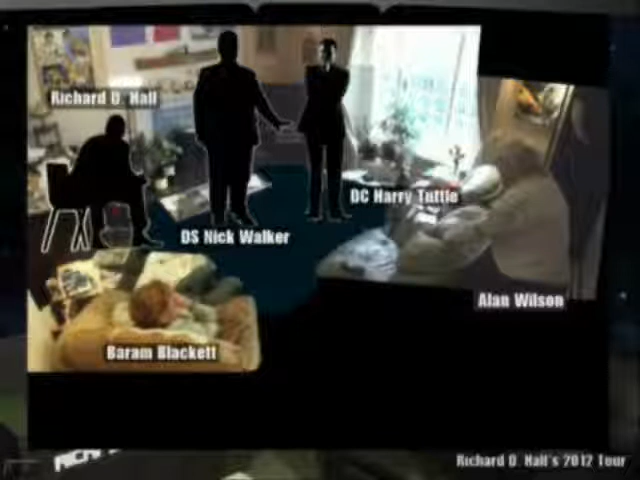 Richard D. Hall
DC Harry Tuttle
DS Nick Walker
Alan Wilson
Baram Blackett
Richard D. Hall's 2012 Tour